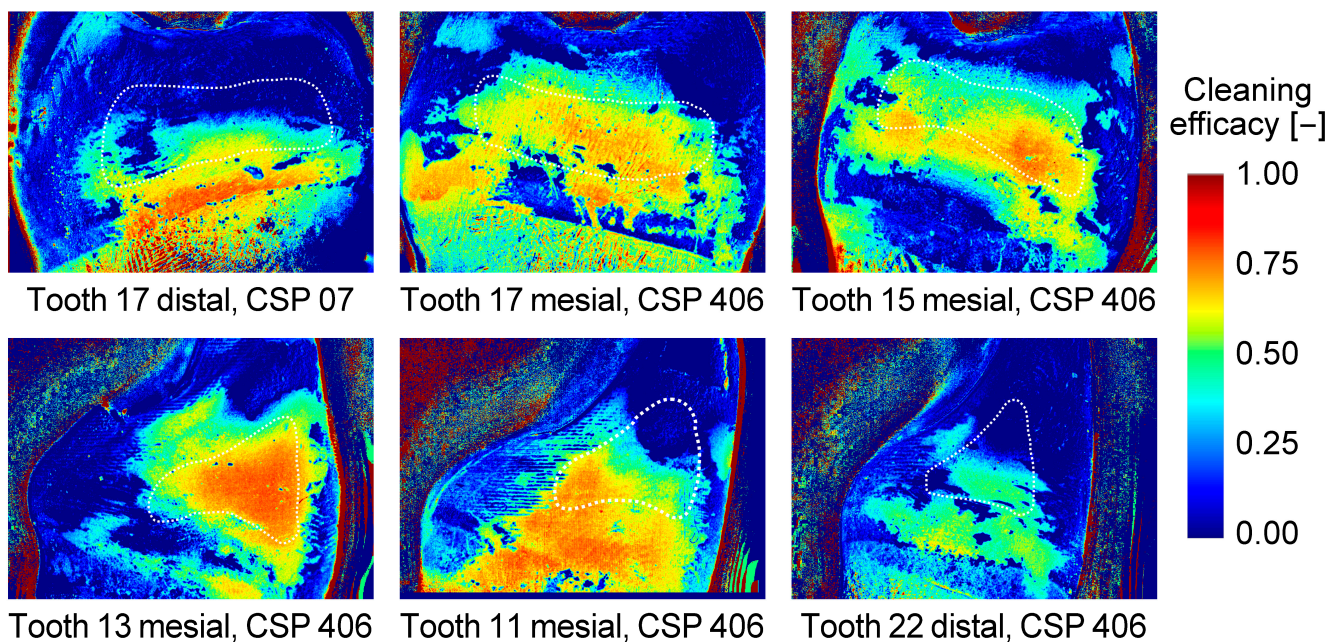 Tooth 17 distal, CSP 07
Tooth 17 mesial, CSP 406
Tooth 15 mesial, CSP 406
Tooth 13 mesial, CSP 406
Tooth 11 mesial, CSP 406
Tooth 22 distal, CSP 406
Cleaning
efficacy [−]
1.00
0.75
0.50
0.25
0.00